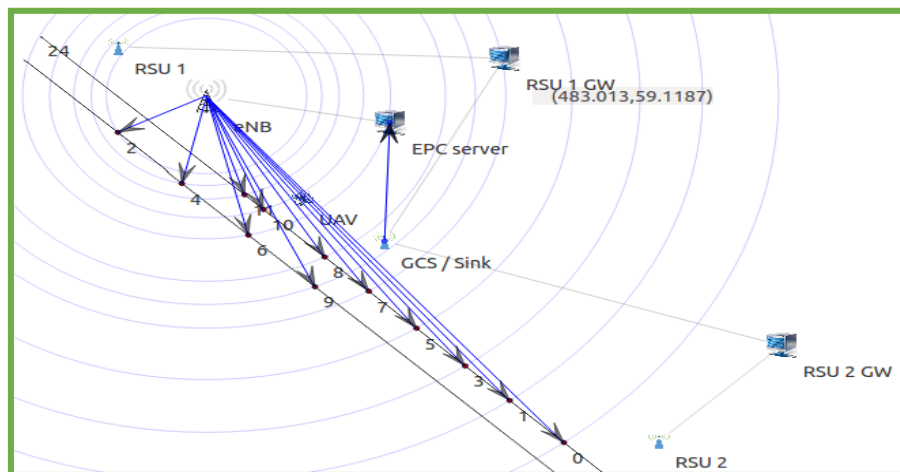 24
RSU 1
RSU 1 GW
(483.013,59.1187)
eNB
2
EPC server
4
11
UAV
10
6
GCS / Sink
8
9
7
5
RSU 2 GW
3
1
0
RSU 2